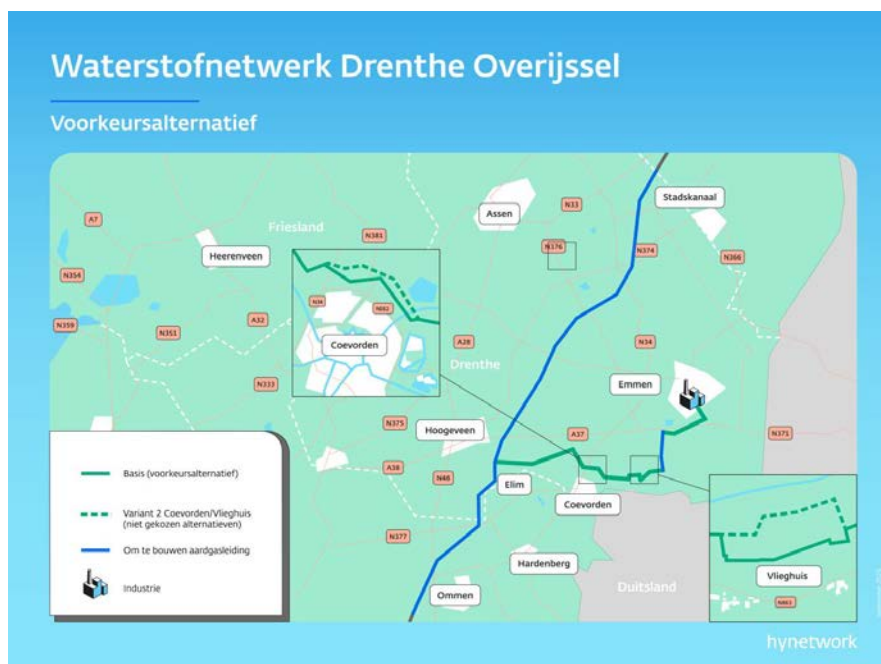 Waterstofnetwerk Drenthe Overijssel
Voorkeursalternatief
Stadskanaal
Assen
N33
A7
Friesland
N381
N376
N374
Heerenveen
N366
N354
N34
N862
N359
A32
N351
Coevorden
A28
N34
Drenthe
Emmen
N333
N375
Hoogeveen
A37
N371
Basis (voorkeursalternatief)
A28
N48
Elim
Coevorden
Variant 2 Coevorden/Vlieghuis
(niet gekozen alternatieven)
Om te bouwen aardgasleiding
N377
Hardenberg
Vlieghuis
Industrie
Ommen
Duitsland
N863
hynetwork